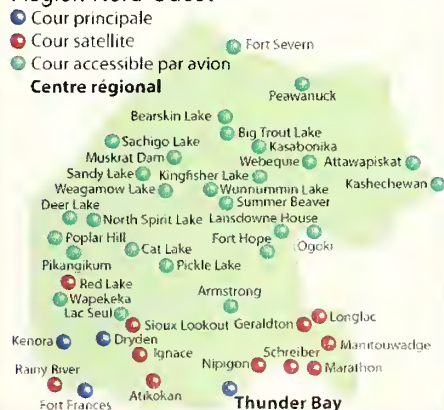 Région Nord-Ouest
Cour principale
Cour satellite
Cour accessible par avion
Centre régional
Fort Severn
Peawanuck
Bearskin Lake
Big Trout Lake
Sachigo Lake
Kasabonika
Muskrat Dam
Webequie
Attawapiskat
Sandy Lake
Kingfisher Lake
Kashechewan
Weagamow Lake
Wunnummin Lake
Summer Beaver
Deer Lake
North Spirit Lake
Lansdowne House
Poplar Hill
Cat Lake
Fort Hope
Ogoki
Pikangikum
Pickle Lake
Red Lake
Wapekeka
Armstrong
Lac Seul
Sioux Lookout
Geraldton
Longlac
Kenora
Dryden
Ignace
Schreiber
Manitouwadge
Rainy River
Nipigon
Marathon
Fort Frances
Atikokan
Thunder Bay